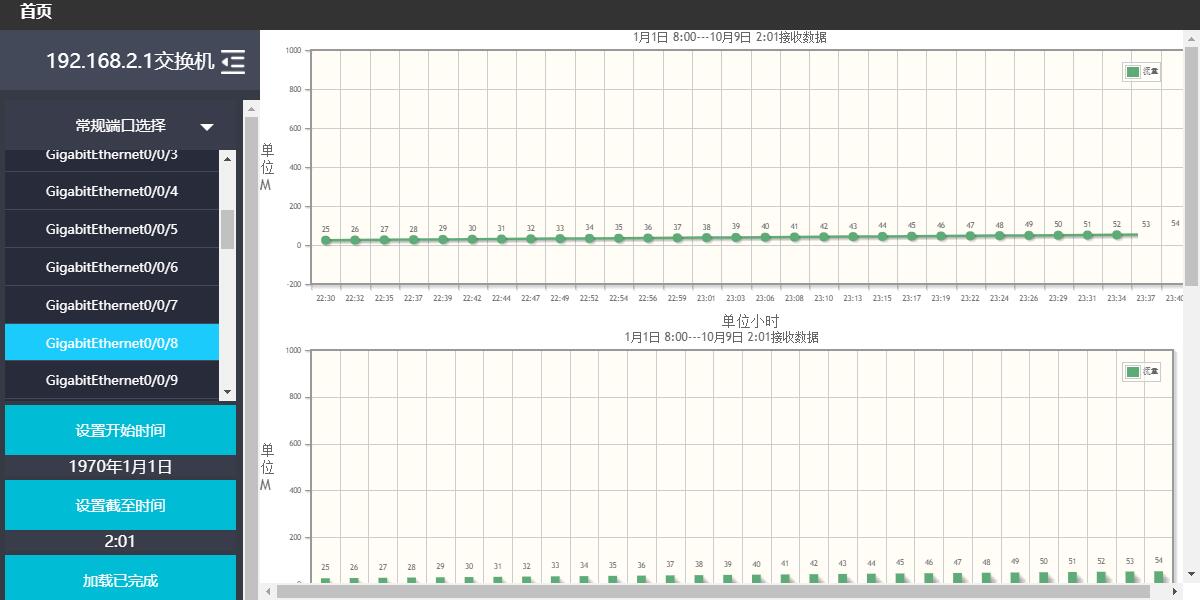 首页
192.168.2.1交换机
常规端口选择
GigabitEthernet0/0/3
GigabitEthernet0/0/4
GigabitEthernet0/0/5
GigabitEthernet0/0/6
GigabitEthernet0/0/7
GigabitEthernet0/0/8
GigabitEthernet0/0/9
设置开始时间
1970年1月1日
设置截至时间
2:01
加载已完成
1月1日 8:00---10月9日 2:01接收数据
流量
单位M
1000
800
600
400
200
0
-200
25 26 27 28 29 30 31 32 33 34 35 36 37 38 39 40 41 42 43 44 45 46 47 48 49 50 51 52 53 54
22:30 22:32 22:35 22:37 22:39 22:42 22:44 22:47 22:49 22:52 22:54 22:56 22:59 23:01 23:03 23:06 23:08 23:10 23:13 23:15 23:17 23:19 23:22 23:24 23:26 23:29 23:31 23:34 23:37 23:40
单位小时
1月1日 8:00---10月9日 2:01接收数据
流量
单位M
1000
800
600
400
200
0
25 26 27 28 29 30 31 32 33 34 35 36 37 38 39 40 41 42 43 44 45 46 47 48 49 50 51 52 53 54